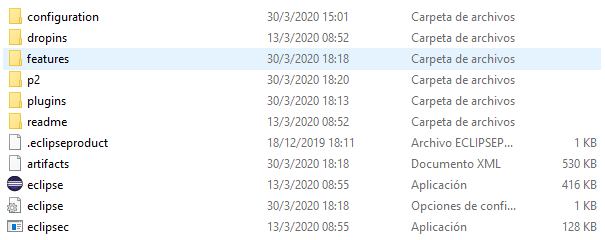 configuration 30/3/2020 15:01 Carpeta de archivos
dropins 13/3/2020 08:52 Carpeta de archivos
features 30/3/2020 18:18 Carpeta de archivos
p2 30/3/2020 18:20 Carpeta de archivos
plugins 30/3/2020 18:13 Carpeta de archivos
readme 13/3/2020 08:52 Carpeta de archivos
.eclipseproduct 18/12/2019 18:11 Archivo ECLIPSEP... 1 KB
artifacts 30/3/2020 18:18 Documento XML 530 KB
eclipse 13/3/2020 08:55 Aplicación 416 KB
eclipse 30/3/2020 18:18 Opciones de confi... 1 KB
eclipsec 13/3/2020 08:55 Aplicación 128 KB